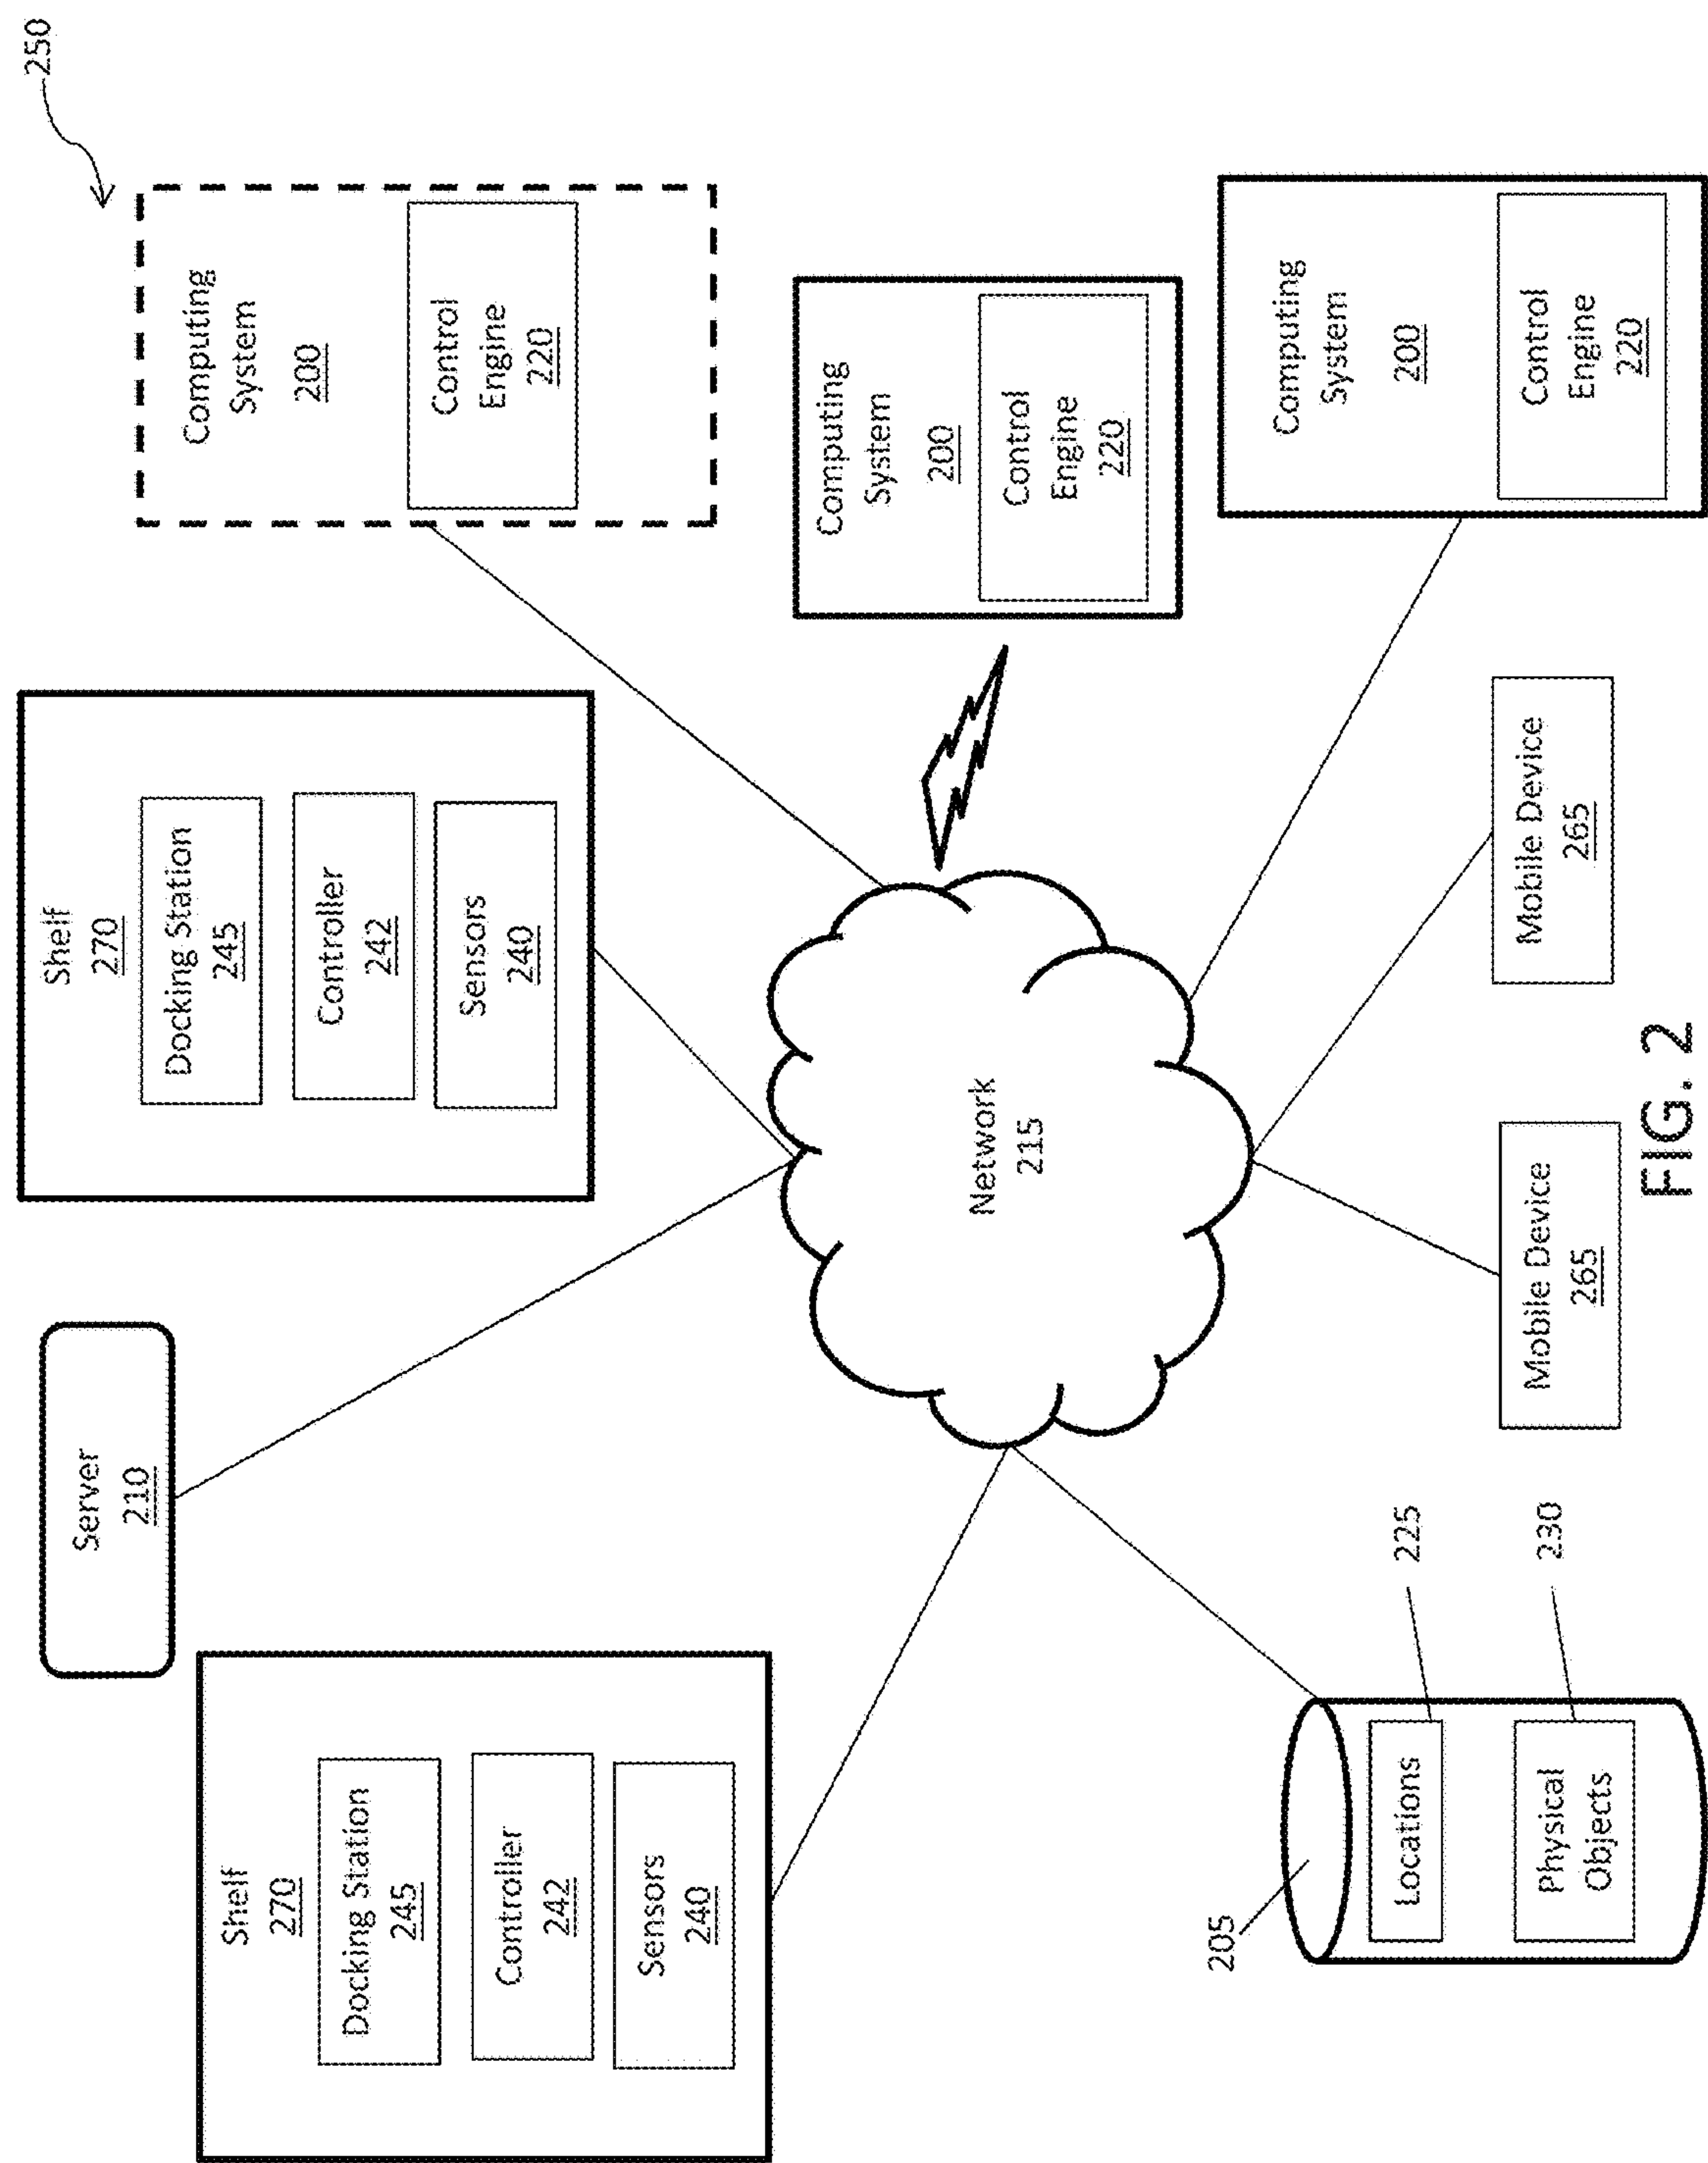 250
Server
210
Shelf
270
Docking Station
245
Controller
242
Sensors
240
Computing
System
200
Control
Engine
220
Shelf
270
Docking Station
245
Controller
242
Sensors
240
Computing
System
200
Control
Engine
220
Network
215
205
Locations
225
Physical
Objects
230
Mobile Device
265
Mobile Device
265
Computing
System
200
Control
Engine
220
FIG. 2